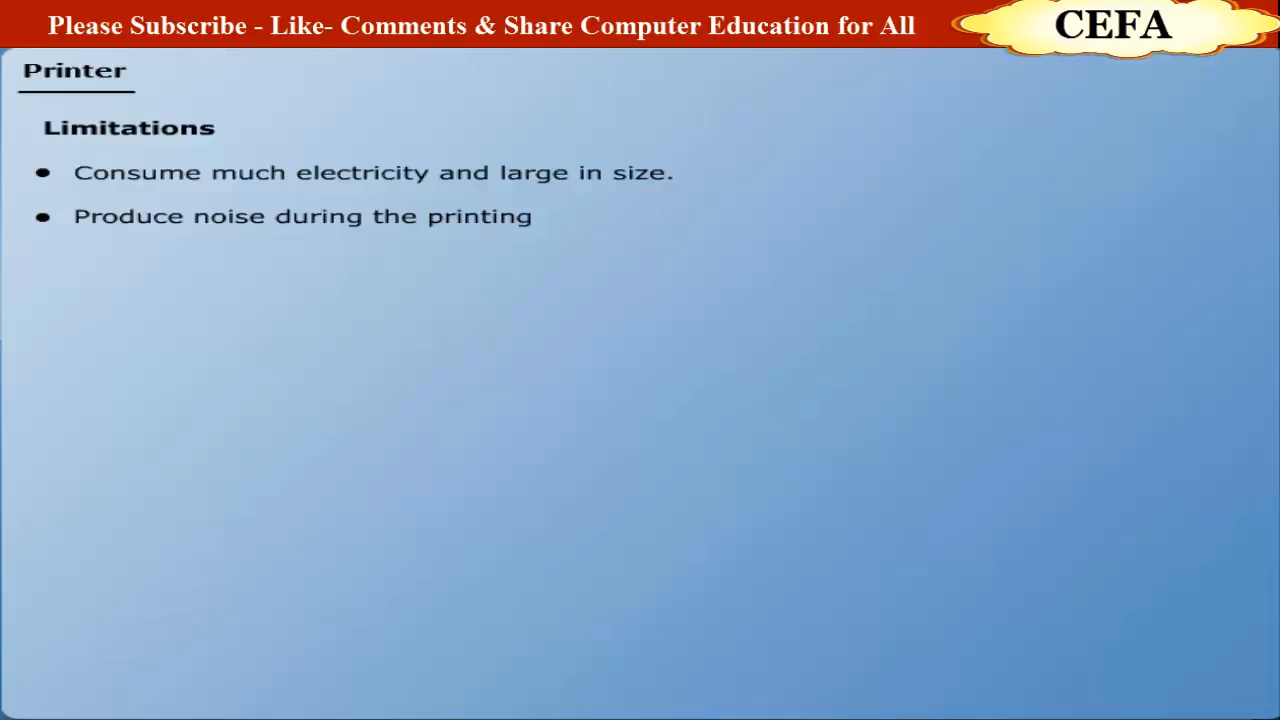 Please Subscribe - Like- Comments & Share Computer Education for All
CEFA
Printer
Limitations
• Consume much electricity and large in size.
• Produce noise during the printing